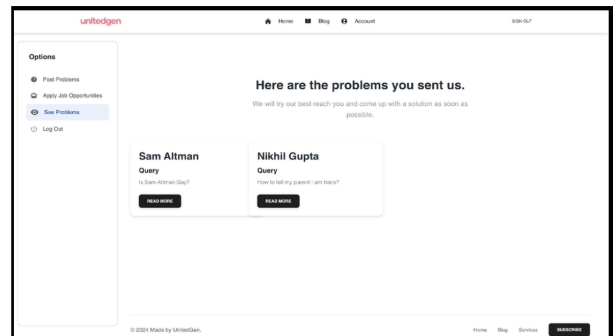 unitedgen
Home Blog Account
SIGN OUT
Options
Post Problems
Apply Job Opportunities
See Problems
Log Out
Here are the problems you sent us.
We will try our best reach you and come up with a solution as soon as
possible.
Sam Altman
Query
Is Sam Altman Gay?
READ MORE
Nikhil Gupta
Query
How to tell my parent i am trans?
READ MORE
© 2024 Made by UnitedGen.
Home Blog Services SUBSCRIBE